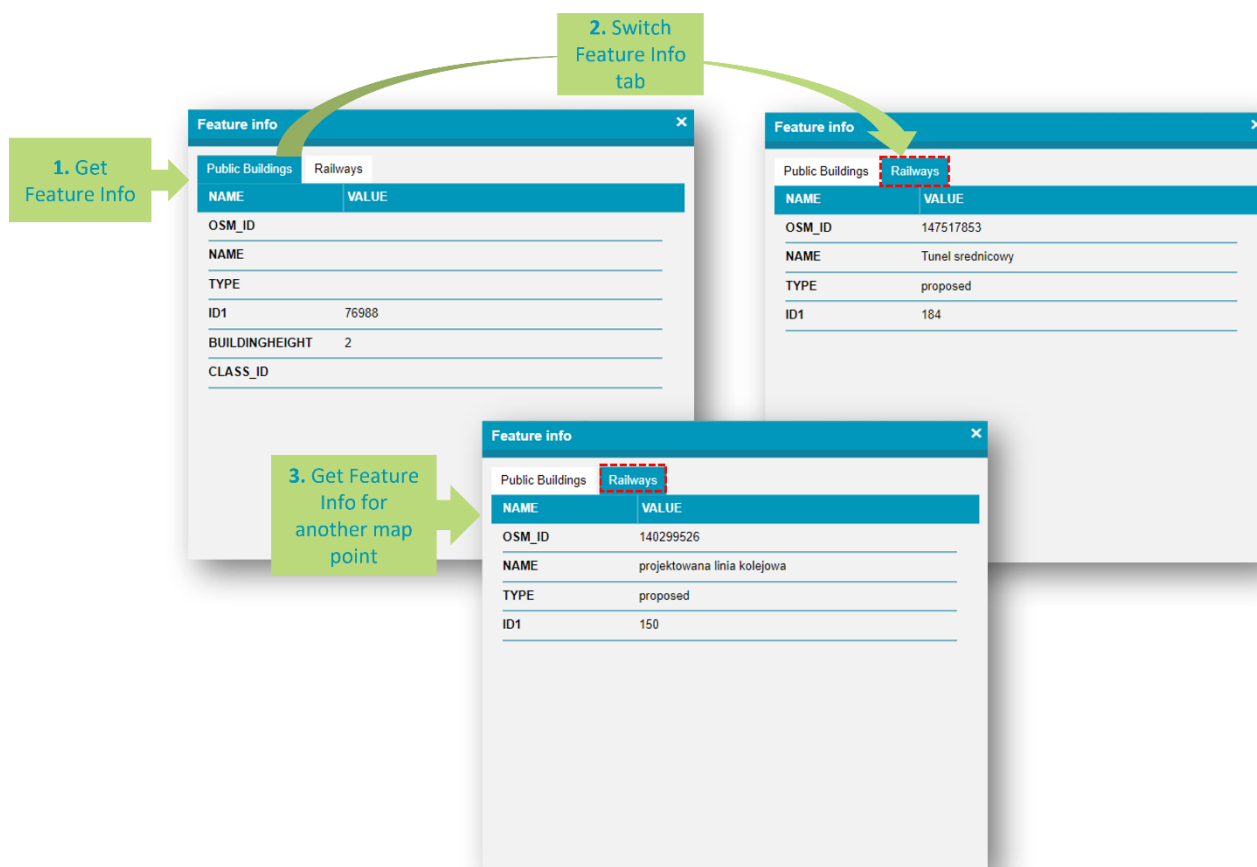 2. Switch
Feature Info
tab
1. Get
Feature Info
Feature info ×
Public Buildings Railways
NAME VALUE
OSM_ID
NAME
TYPE
ID1 76988
BUILDINGHEIGHT 2
CLASS_ID
Feature info ×
Public Buildings Railways
NAME VALUE
OSM_ID 147517853
NAME Tunel srednicowy
TYPE proposed
ID1 184
3. Get Feature
Info for
another map
point
Feature info ×
Public Buildings Railways
NAME VALUE
OSM_ID 140299526
NAME projektowana linia kolejowa
TYPE proposed
ID1 150